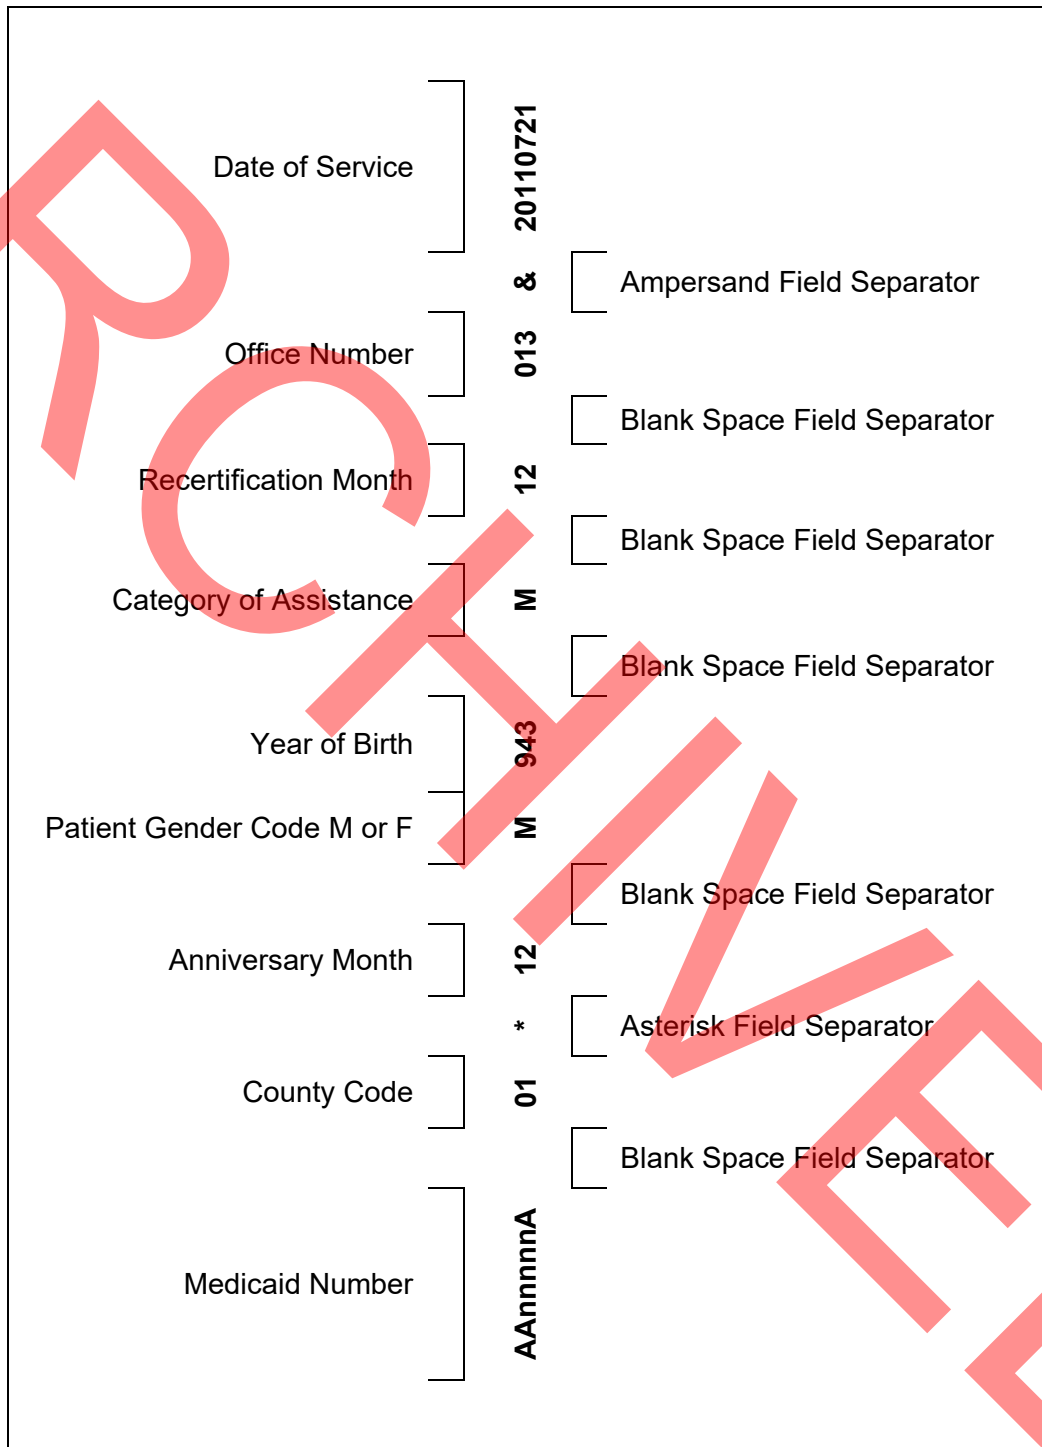 Date of Service
20110721
&
Ampersand Field Separator
Office Number
013
Blank Space Field Separator
Recertification Month
12
Blank Space Field Separator
Category of Assistance
M
Blank Space Field Separator
Year of Birth
943
Patient Gender Code M or F
M
Blank Space Field Separator
Anniversary Month
12
*
Asterisk Field Separator
County Code
01
Blank Space Field Separator
Medicaid Number
AAnnnnnA
RCHIVE